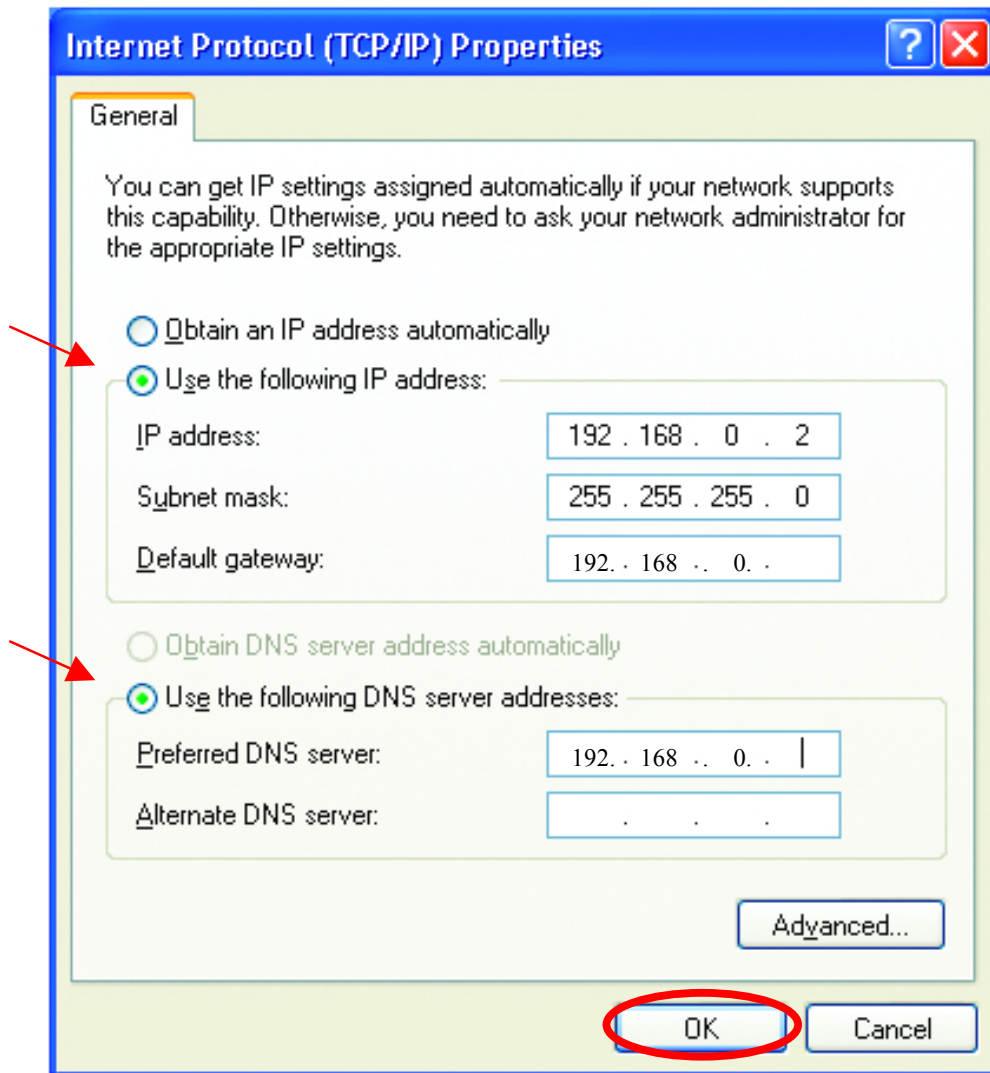 Internet Protocol (TCP/IP) Properties
General
You can get IP settings assigned automatically if your network supports
this capability. Otherwise, you need to ask your network administrator for
the appropriate IP settings.
Obtain an IP address automatically
Use the following IP address:
IP address: 192 . 168 . 0 . 2
Subnet mask: 255 . 255 . 255 . 0
Default gateway: 192. . 168 . . 0. .
Obtain DNS server address automatically
Use the following DNS server addresses:
Preferred DNS server: 192. . 168 . . 0. .
Alternate DNS server: . . .
Advanced...
OK Cancel